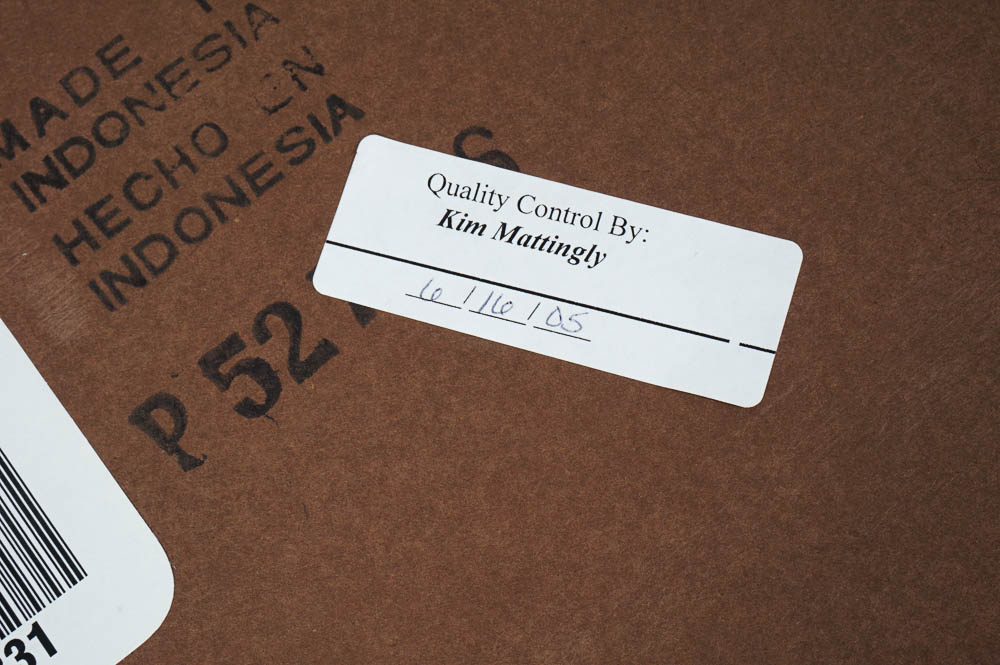 MADE
INDONESIA
HECHO EN
INDONESIA
P 52
Quality Control By:
Kim Mattingly
6/16/05
31